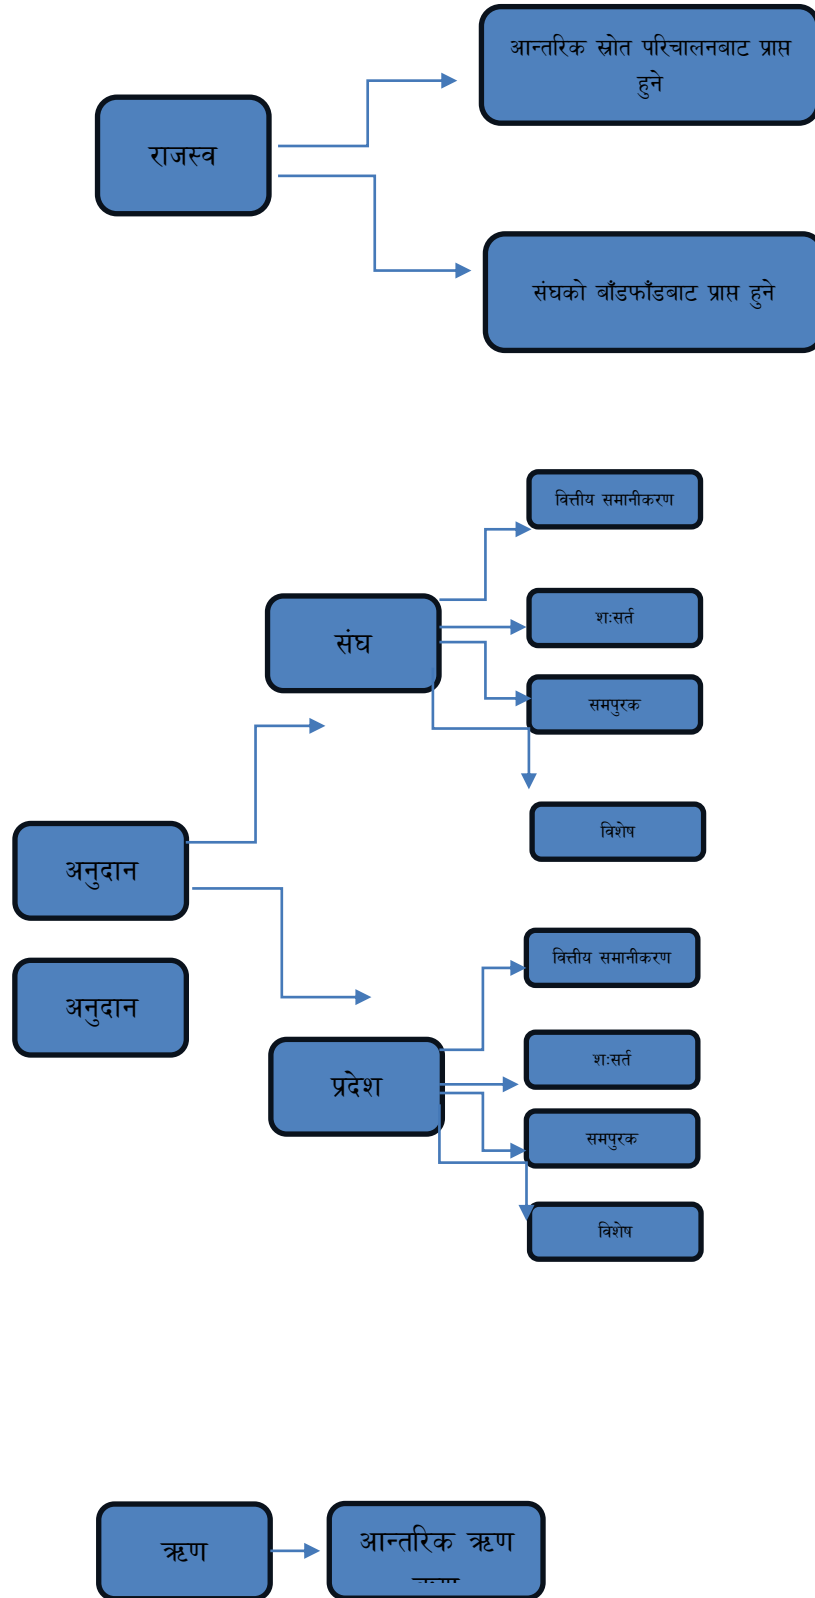 आन्तरिक स्रोत परिचालनबाट प्राप्त
हुने
राजस्व
संघको बाँडफाँडबाट प्राप्त हुने
वित्तीय समानीकरण
शःसर्त
संघ
समपुरक
विशेष
अनुदान
अनुदान
वित्तीय समानीकरण
शःसर्त
प्रदेश
समपुरक
विशेष
ऋण
आन्तरिक ऋण